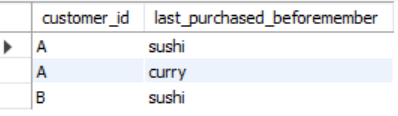 customer_id last_purchased_beforemember
A sushi
A curry
B sushi